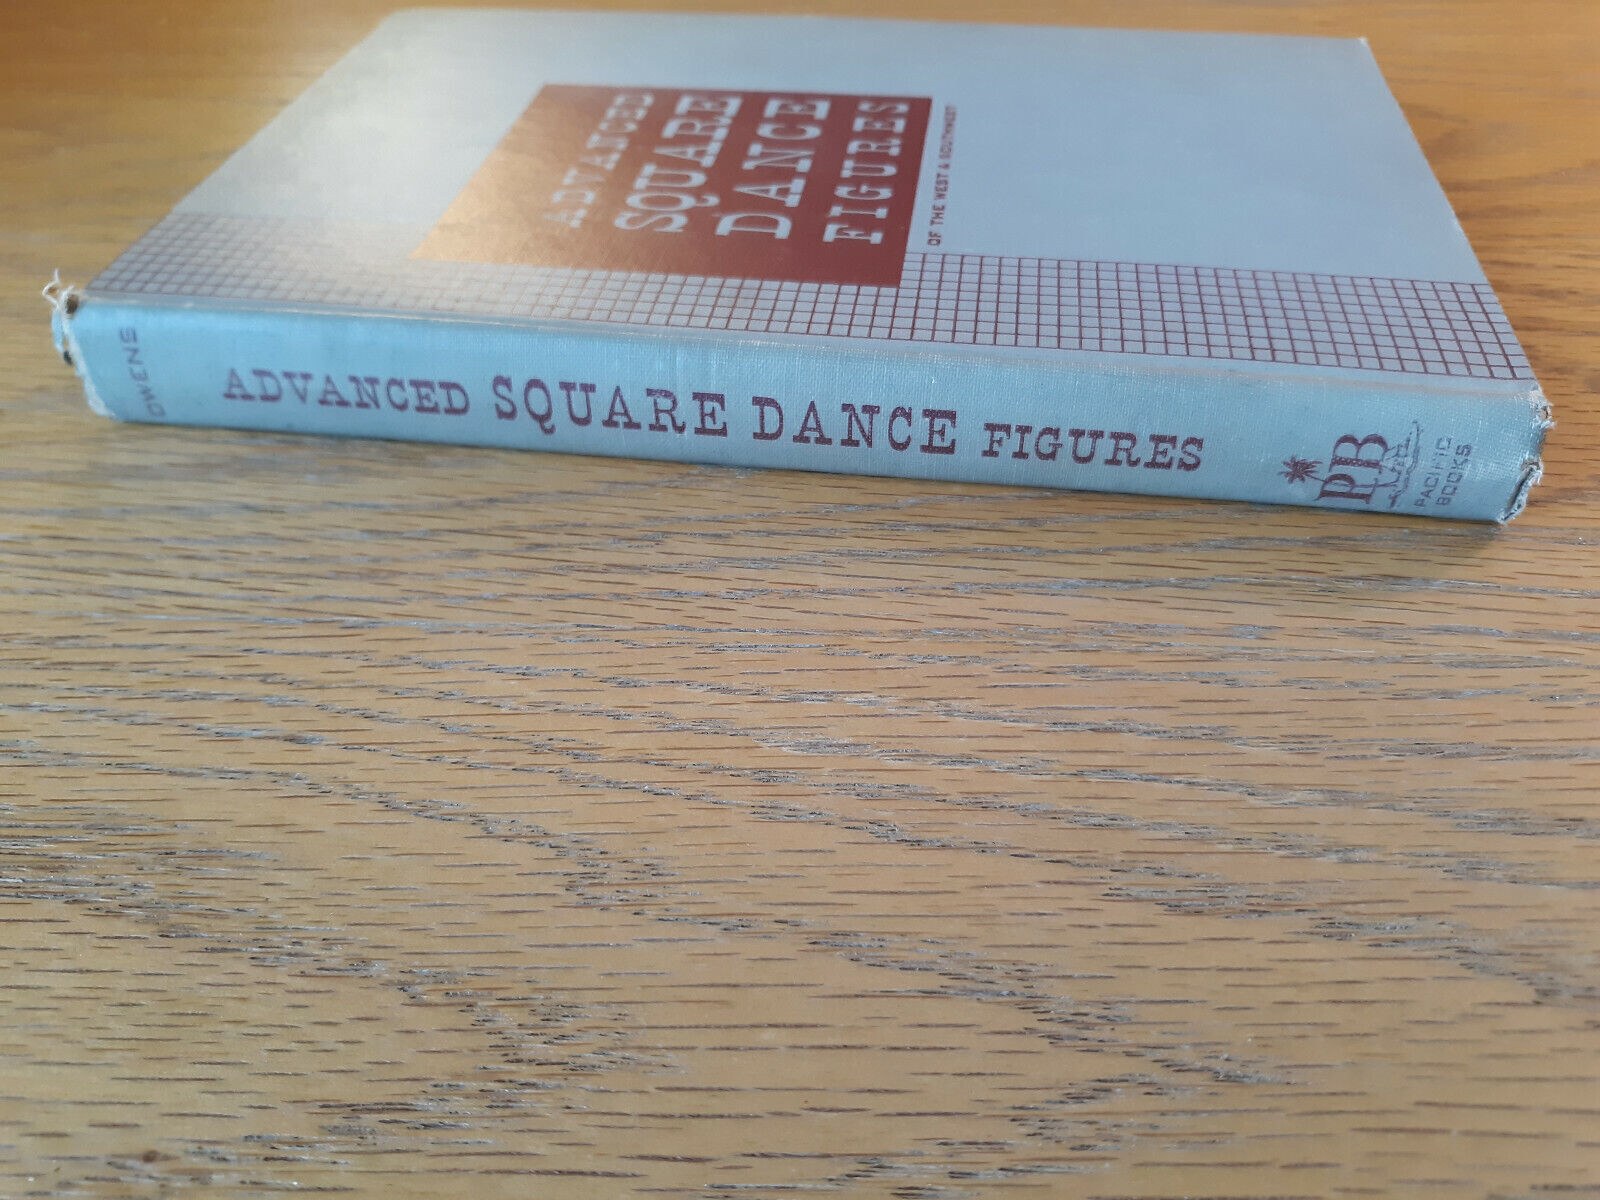 ADVANCED
SQUARE
DANCE
FIGURES
OF THE WEST & SOUTHWEST
OWENS ADVANCED SQUARE DANCE FIGURES
PB
PACIFIC
BOOKS